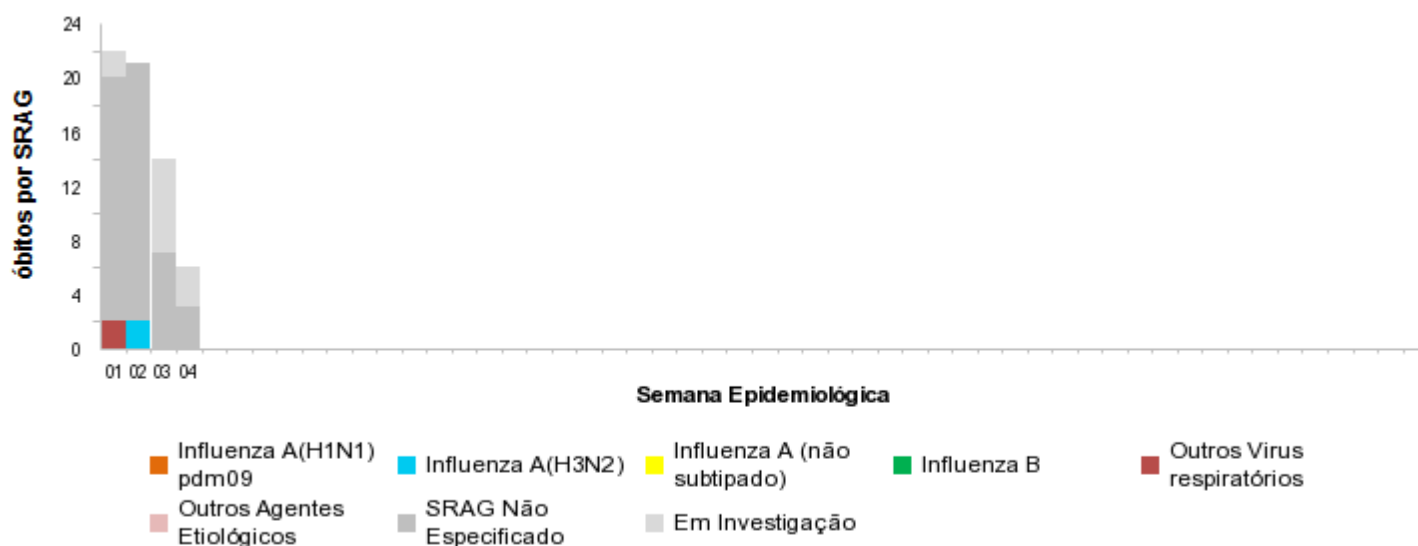 24
20
16
12
8
4
0
óbitos por SRAG
01 02 03 04
Semana Epidemiológica
Influenza A(H1N1)
pdm09
Influenza A(H3N2)
Influenza A (não
subtipado)
Influenza B
Outros Virus
respiratórios
Outros Agentes
Etiológicos
SRAG Não
Especificado
Em Investigação